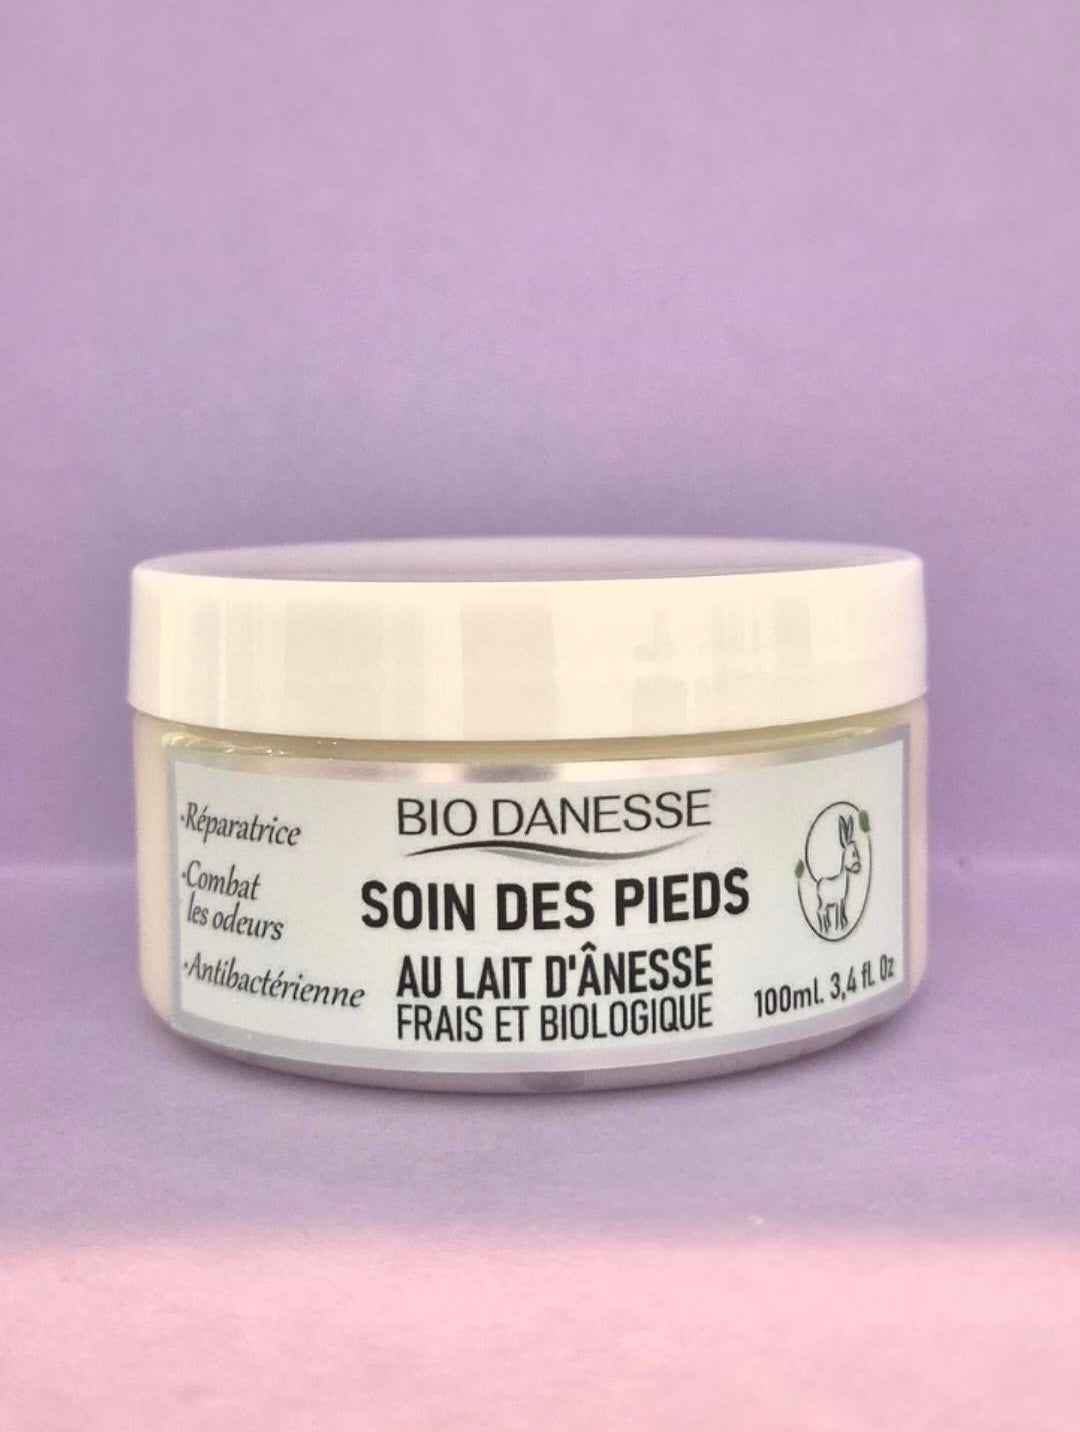 BIO DANESSE
SOIN DES PIEDS
AU LAIT D'ÂNESSE
FRAIS ET BIOLOGIQUE
·Réparatrice
·Combat
les odeurs
·Antibactérienne
100ml. 3,4 fl. Oz